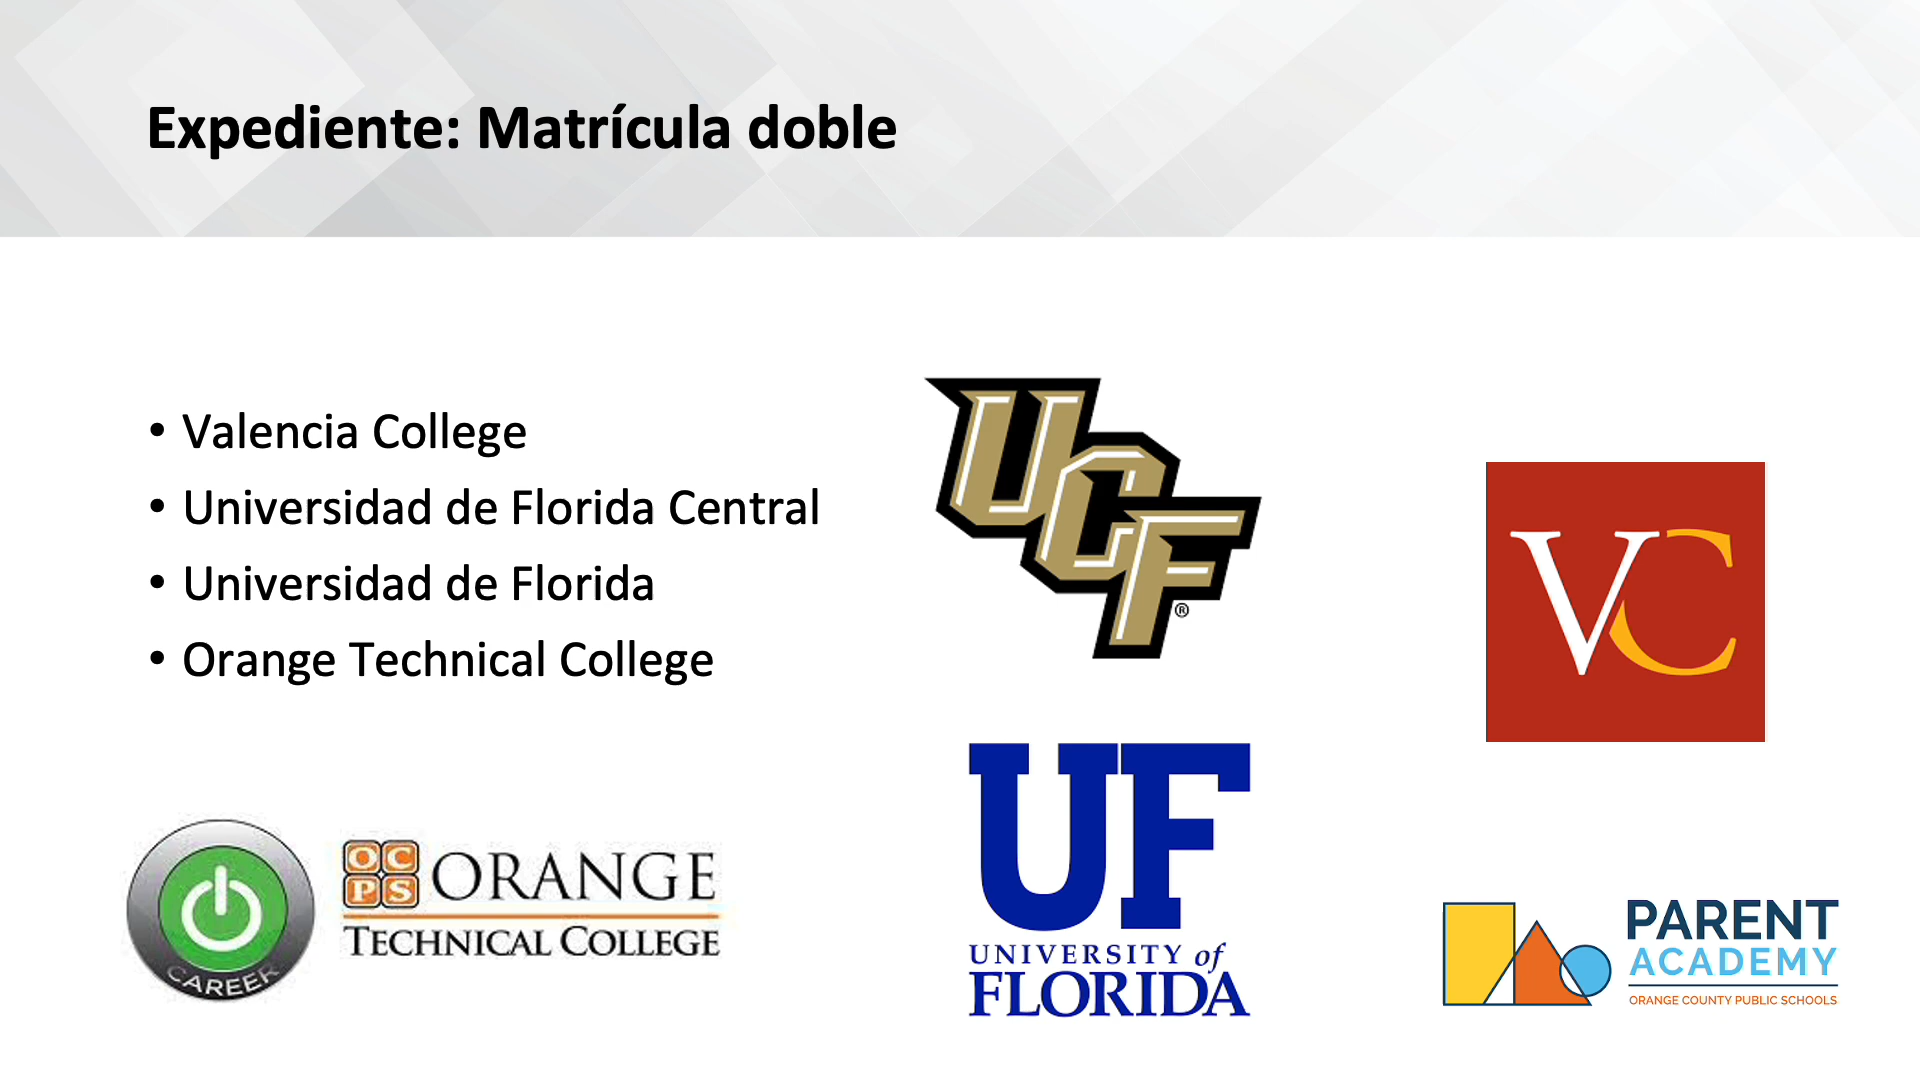 Expediente: Matrícula doble
• Valencia College
• Universidad de Florida Central
• Universidad de Florida
• Orange Technical College
UCF
®
VC
UF
UNIVERSITY of
FLORIDA
CAREER
OC
PS
ORANGE
TECHNICAL COLLEGE
PARENT
ACADEMY
ORANGE COUNTY PUBLIC SCHOOLS